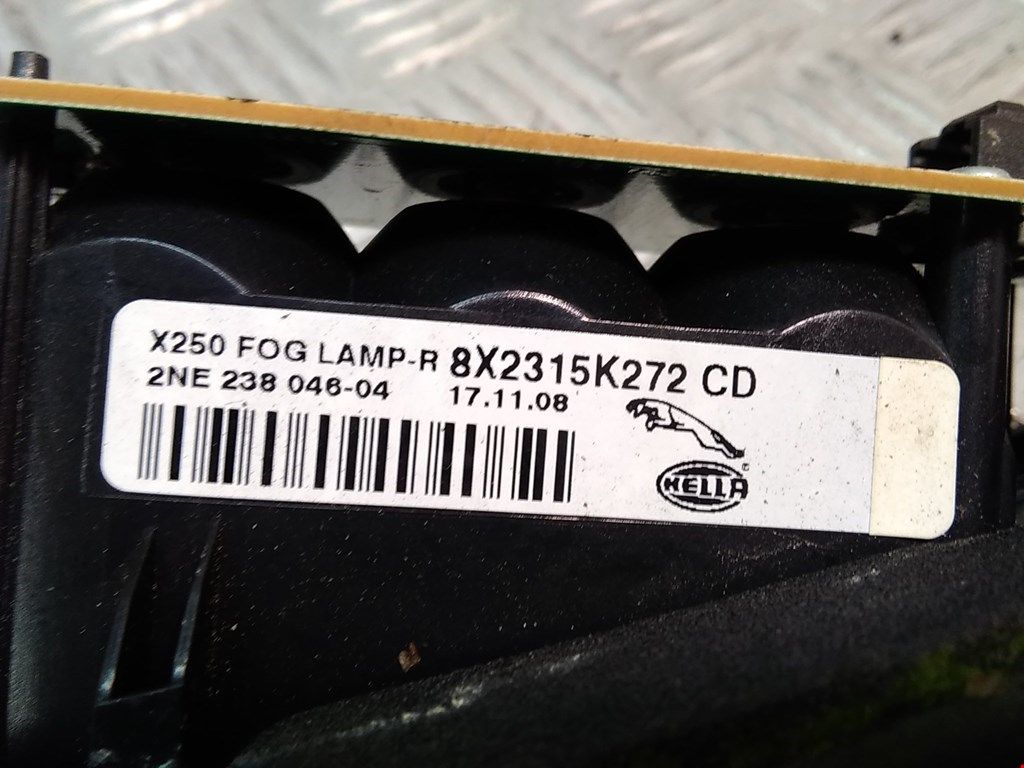 X250 FOG LAMP-R 8X2315K272 CD
2NE 238 046-04 17.11.08
HELLA